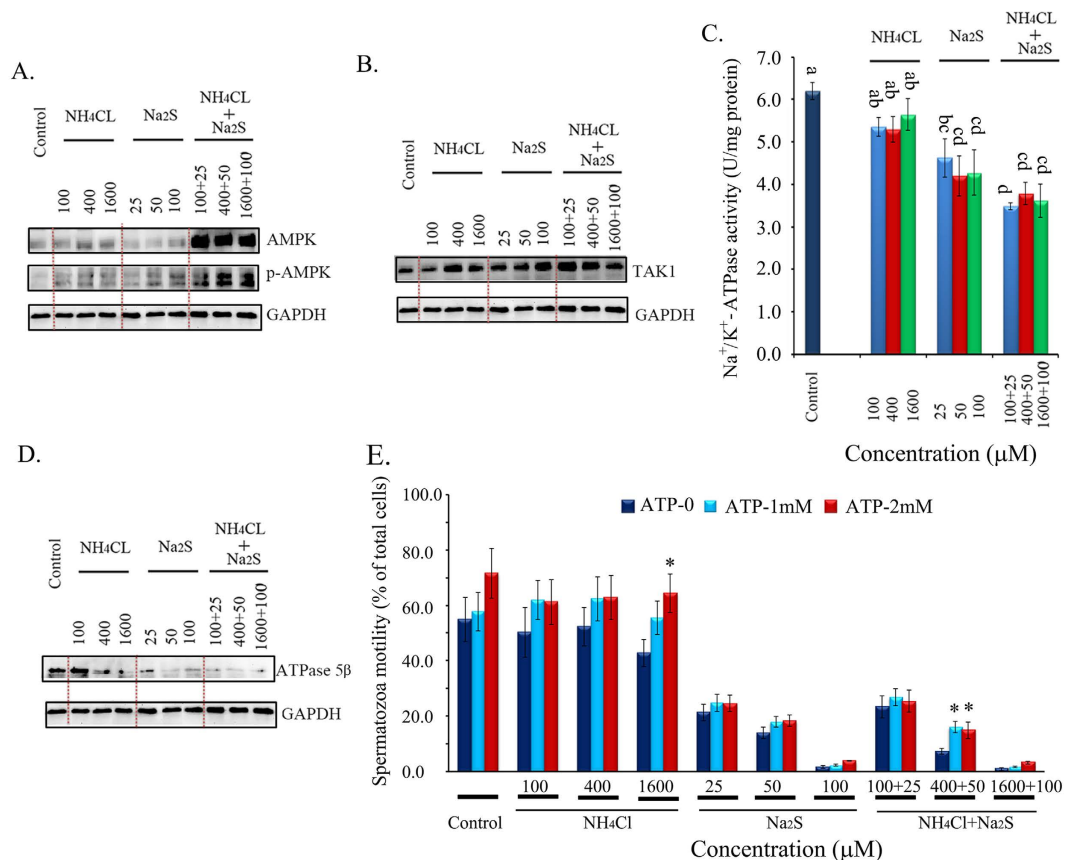 A.
Control
NH4CL
Na2S
NH4CL
+
Na2S
100
400
1600
25
50
100
100+25
400+50
1600+100
AMPK
p-AMPK
GAPDH
B.
Control
NH4CL
Na2S
NH4CL
+
Na2S
100
400
1600
25
50
100
100+25
400+50
1600+100
TAK1
GAPDH
C.
NH4CL
Na2S
NH4CL
+
Na2S
Na+/K+-ATPase activity (U/mg protein)
7.0
6.0
5.0
4.0
3.0
2.0
1.0
0.0
a
ab
ab
ab
bc
cd
cd
d
cd
cd
Control
100
400
1600
25
50
100
100+25
400+50
1600+100
Concentration (μM)
D.
Control
NH4CL
Na2S
NH4CL
+
Na2S
100
400
1600
25
50
100
100+25
400+50
1600+100
ATPase 5β
GAPDH
E.
Spermatozoa motility (% of total cells)
100.0
80.0
60.0
40.0
20.0
0.0
ATP-0 ATP-1mM ATP-2mM
*
* *
100 400 1600 25 50 100 100+25 400+50 1600+100
Control NH4Cl Na2S NH4Cl+Na2S
Concentration (μM)